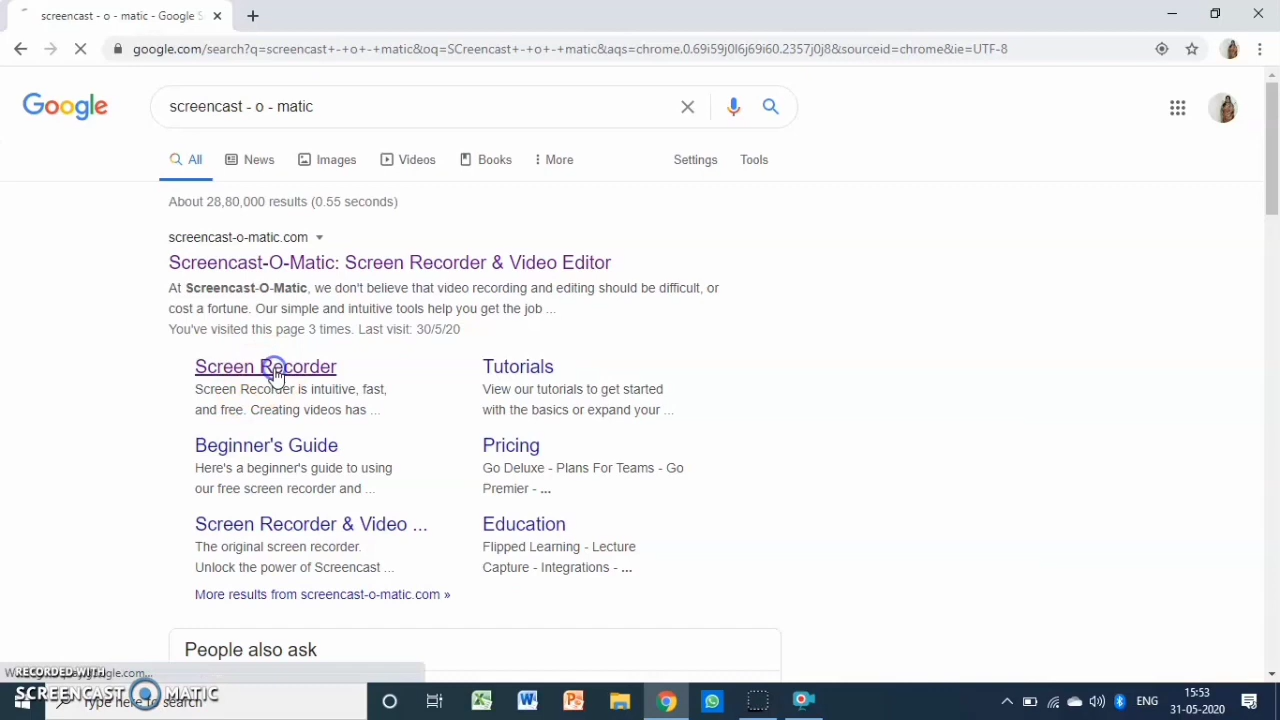 screencast - o - matic - Google S
google.com/search?q=screencast+-+o+-+matic&oq=SCreencast+-+o+-+matic&aqs=chrome.0.69i59j0l6j69i60.2357j0j8&sourceid=chrome&ie=UTF-8
Google
screencast - o - matic
All
News
Images
Videos
Books
More
Settings
Tools
About 28,80,000 results (0.55 seconds)
screencast-o-matic.com
Screencast-O-Matic: Screen Recorder & Video Editor
At Screencast-O-Matic, we don't believe that video recording and editing should be difficult, or
cost a fortune. Our simple and intuitive tools help you get the job ...
You've visited this page 3 times. Last visit: 30/5/20
Screen Recorder
Screen Recorder is intuitive, fast,
and free. Creating videos has ...
Tutorials
View our tutorials to get started
with the basics or expand your ...
Beginner's Guide
Here's a beginner's guide to using
our free screen recorder and ...
Pricing
Go Deluxe - Plans For Teams - Go
Premier - ...
Screen Recorder & Video ...
The original screen recorder.
Unlock the power of Screencast ...
Education
Flipped Learning - Lecture
Capture - Integrations - ...
More results from screencast-o-matic.com »
People also ask
RECORDED WITH
SCREENCAST MATIC
Type here to search
ENG
15:53
31-05-2020